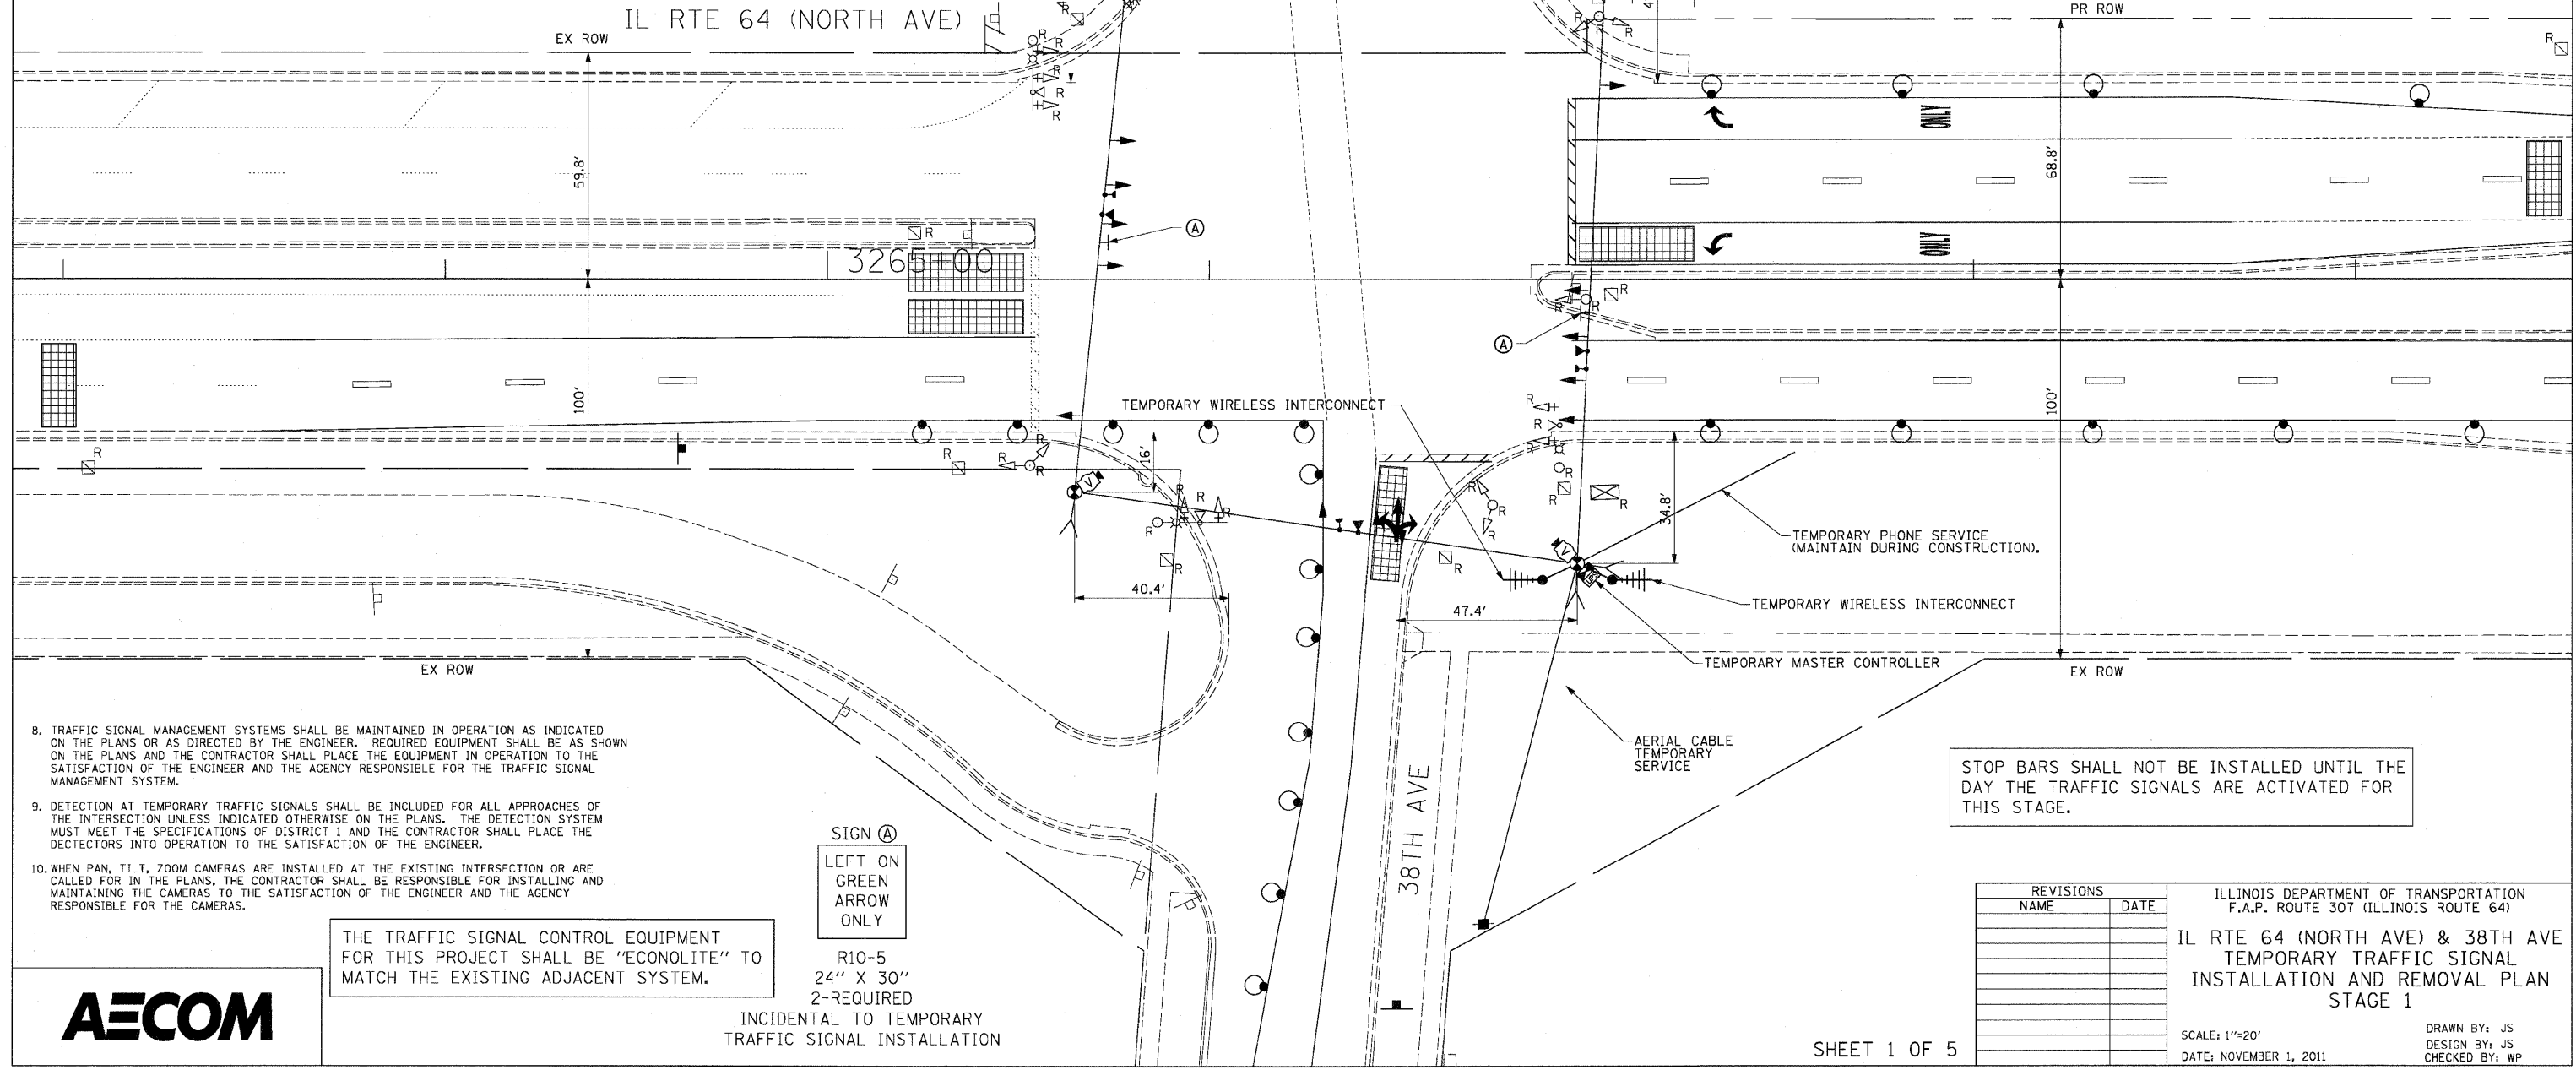 IL RTE 64 (NORTH AVE)
EX ROW
PR ROW
R
R
R
R
R
R
R
R
R
R
59.8'
68.8'
ONLY
ONLY
A
R
3265+00
R
R
R
A
100'
100'
TEMPORARY WIRELESS INTERCONNECT
R
R
R
R
R
R
R
R
16'
V
R
R
R
R
R
R
R
R
R
R
34.8'
V
R
TEMPORARY PHONE SERVICE
(MAINTAIN DURING CONSTRUCTION).
40.4'
47.4'
TEMPORARY WIRELESS INTERCONNECT
TEMPORARY MASTER CONTROLLER
EX ROW
EX ROW
AERIAL CABLE
TEMPORARY
SERVICE
38TH AVE
8. TRAFFIC SIGNAL MANAGEMENT SYSTEMS SHALL BE MAINTAINED IN OPERATION AS INDICATED
ON THE PLANS OR AS DIRECTED BY THE ENGINEER. REQUIRED EQUIPMENT SHALL BE AS SHOWN
ON THE PLANS AND THE CONTRACTOR SHALL PLACE THE EQUIPMENT IN OPERATION TO THE
SATISFACTION OF THE ENGINEER AND THE AGENCY RESPONSIBLE FOR THE TRAFFIC SIGNAL
MANAGEMENT SYSTEM.
9. DETECTION AT TEMPORARY TRAFFIC SIGNALS SHALL BE INCLUDED FOR ALL APPROACHES OF
THE INTERSECTION UNLESS INDICATED OTHERWISE ON THE PLANS. THE DETECTION SYSTEM
MUST MEET THE SPECIFICATIONS OF DISTRICT 1 AND THE CONTRACTOR SHALL PLACE THE
DECTECTORS INTO OPERATION TO THE SATISFACTION OF THE ENGINEER.
10. WHEN PAN, TILT, ZOOM CAMERAS ARE INSTALLED AT THE EXISTING INTERSECTION OR ARE
CALLED FOR IN THE PLANS, THE CONTRACTOR SHALL BE RESPONSIBLE FOR INSTALLING AND
MAINTAINING THE CAMERAS TO THE SATISFACTION OF THE ENGINEER AND THE AGENCY
RESPONSIBLE FOR THE CAMERAS.
THE TRAFFIC SIGNAL CONTROL EQUIPMENT
FOR THIS PROJECT SHALL BE "ECONOLITE" TO
MATCH THE EXISTING ADJACENT SYSTEM.
AECOM
SIGN A
LEFT ON
GREEN
ARROW
ONLY
R10-5
24" X 30"
2-REQUIRED
INCIDENTAL TO TEMPORARY
TRAFFIC SIGNAL INSTALLATION
STOP BARS SHALL NOT BE INSTALLED UNTIL THE
DAY THE TRAFFIC SIGNALS ARE ACTIVATED FOR
THIS STAGE.
SHEET 1 OF 5
REVISIONS
NAME DATE
ILLINOIS DEPARTMENT OF TRANSPORTATION
F.A.P. ROUTE 307 (ILLINOIS ROUTE 64)
IL RTE 64 (NORTH AVE) & 38TH AVE
TEMPORARY TRAFFIC SIGNAL
INSTALLATION AND REMOVAL PLAN
STAGE 1
SCALE: 1"=20'
DATE: NOVEMBER 1, 2011
DRAWN BY: JS
DESIGN BY: JS
CHECKED BY: WP